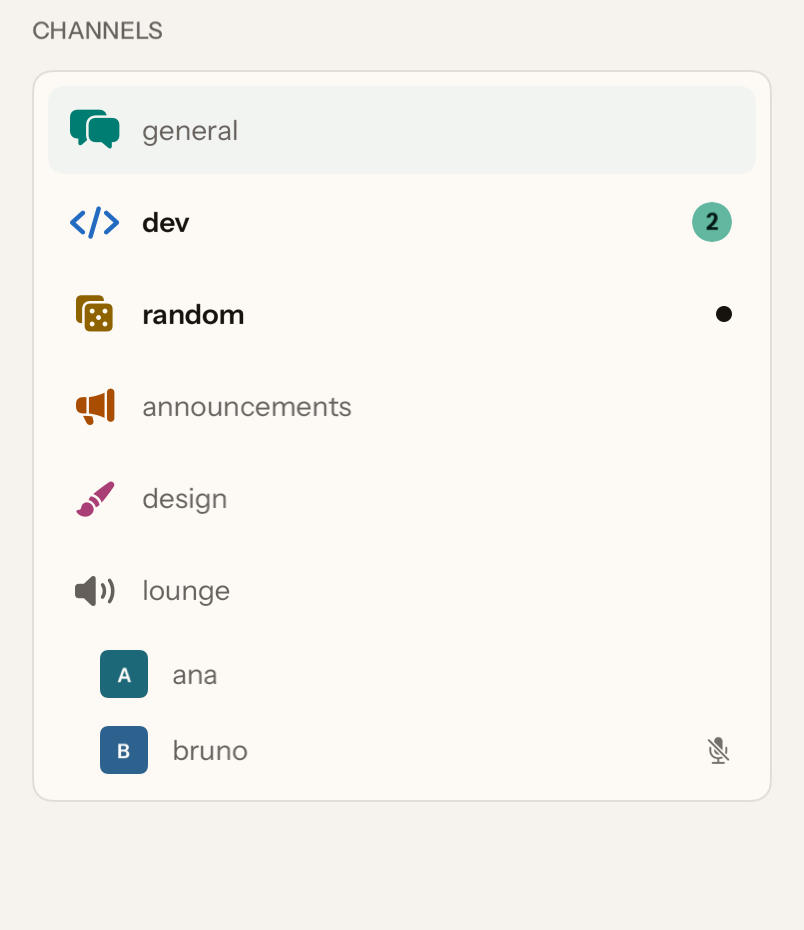 CHANNELS
general
dev
2
random
announcements
design
lounge
A
ana
B
bruno